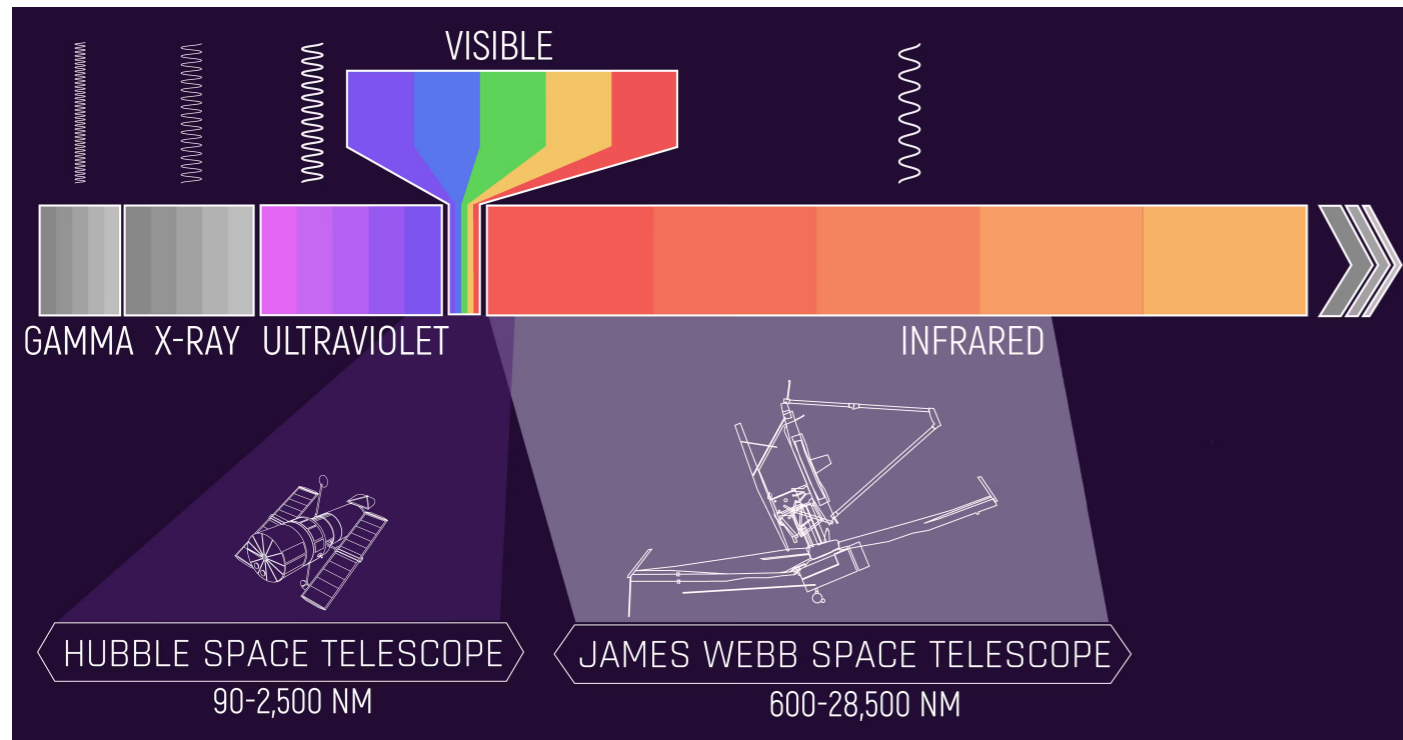 VISIBLE
GAMMA
X-RAY
ULTRAVIOLET
INFRARED
HUBBLE SPACE TELESCOPE
90-2,500 NM
JAMES WEBB SPACE TELESCOPE
600-28,500 NM